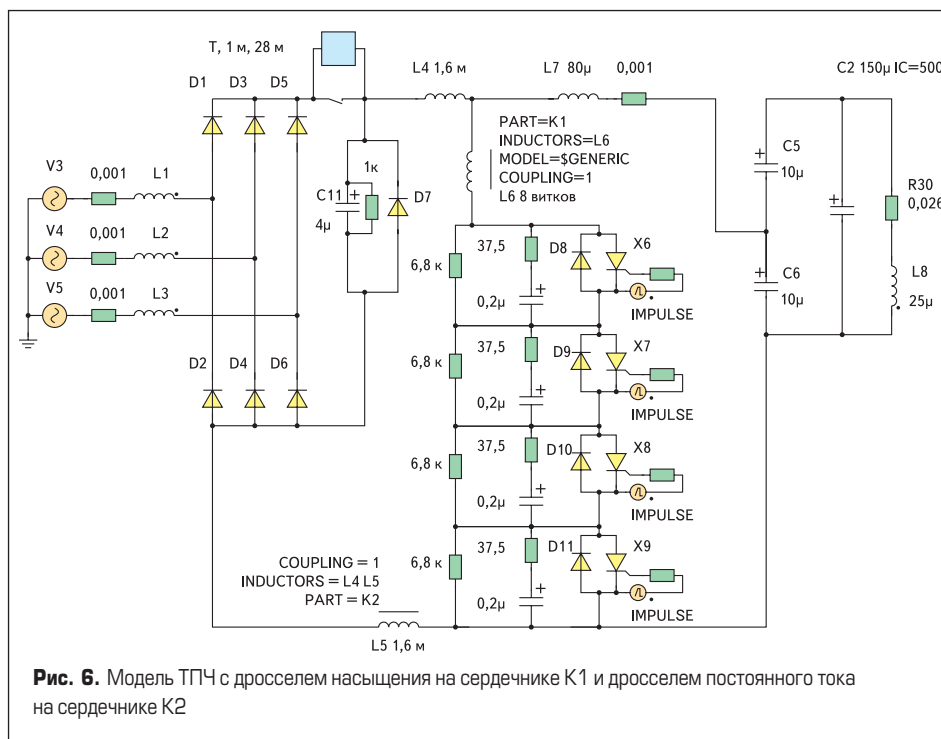 T, 1 м, 28 м
D1 D3 D5
L4 1,6 м
L7 80μ
0,001
C2 150μ IC=500
PART=K1
INDUCTORS=L6
MODEL=$GENERIC
COUPLING=1
L6 8 витков
C5
10μ
R30
0,026
V3
0,001
L1
1к
C11
4μ
D7
V4
0,001
L2
V5
0,001
L3
C6
10μ
L8
25μ
6,8 к
37,5
0,2μ
D8
X6
IMPULSE
D2 D4 D6
6,8 к
37,5
0,2μ
D9
X7
IMPULSE
6,8 к
37,5
0,2μ
D10
X8
IMPULSE
6,8 к
37,5
0,2μ
D11
X9
IMPULSE
COUPLING = 1
INDUCTORS = L4 L5
PART = K2
L5 1,6 м
Рис. 6. Модель ТПЧ с дросселем насыщения на сердечнике К1 и дросселем постоянного тока
на сердечнике К2